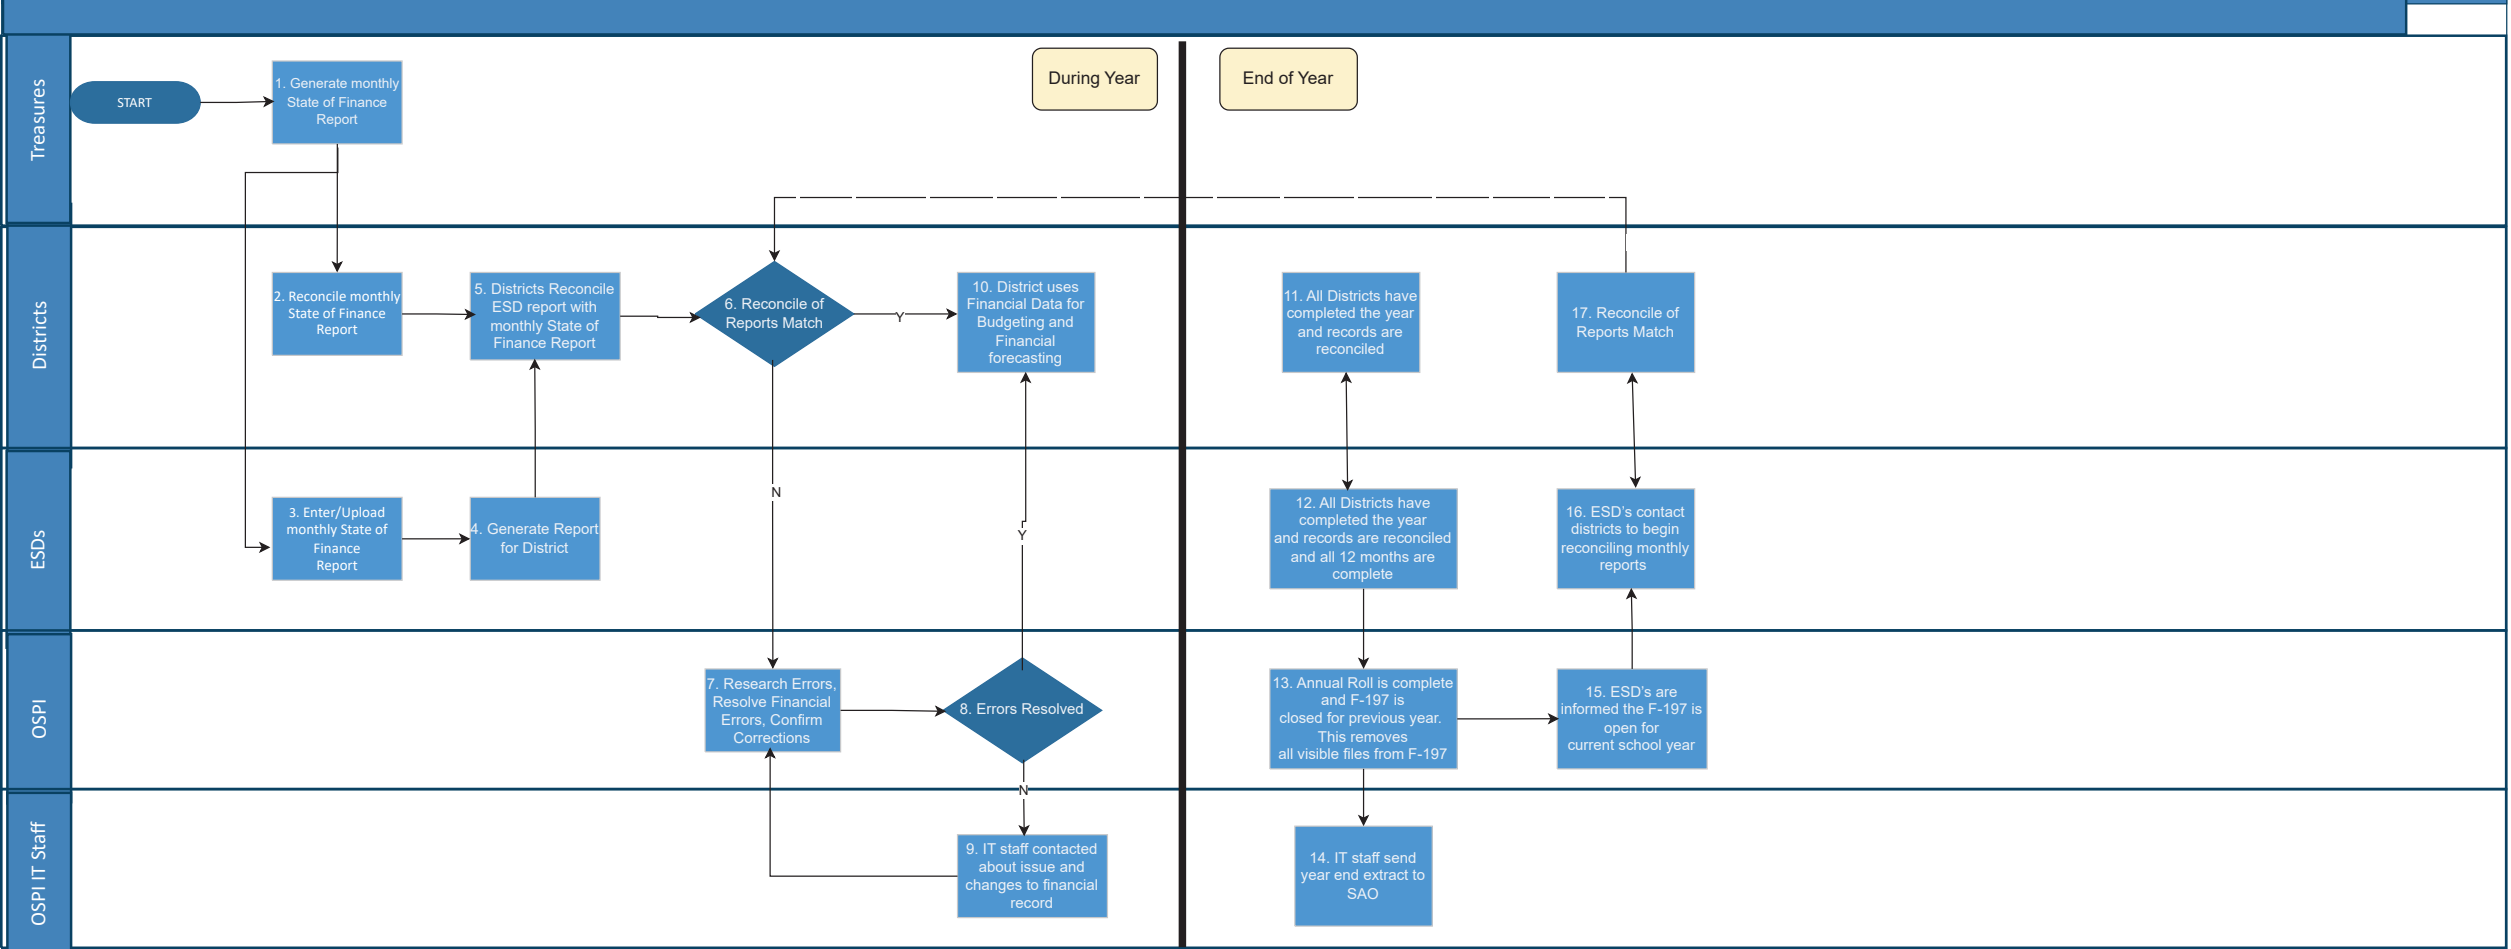 Treasures
START
1. Generate monthly
State of Finance
Report
During Year
End of Year
Districts
2. Reconcile monthly
State of Finance
Report
5. Districts Reconcile
ESD report with
monthly State of
Finance Report
6. Reconcile of
Reports Match
Y
10. District uses
Financial Data for
Budgeting and
Financial
forecasting
11. All Districts have
completed the year
and records are
reconciled
17. Reconcile of
Reports Match
ESDs
3. Enter/Upload
monthly State of
Finance
Report
4. Generate Report
for District
N
Y
12. All Districts have
completed the year
and records are reconciled
and all 12 months are
complete
16. ESD's contact
districts to begin
reconciling monthly
reports
OSPI
7. Research Errors,
Resolve Financial
Errors, Confirm
Corrections
8. Errors Resolved
N
13. Annual Roll is complete
and F-197 is
closed for previous year.
This removes
all visible files from F-197
15. ESD's are
informed the F-197 is
open for
current school year
OSPI IT Staff
9. IT staff contacted
about issue and
changes to financial
record
14. IT staff send
year end extract to
SAO